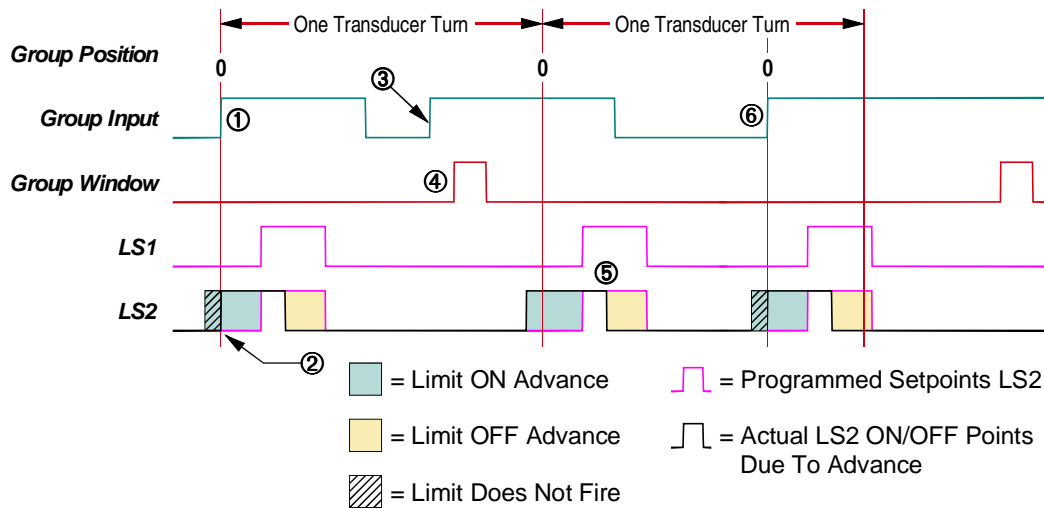 One Transducer Turn One Transducer Turn
Group Position 0 0 0
③
Group Input ① ⑥
Group Window ④
LS1
⑤
LS2
②
= Limit ON Advance = Programmed Setpoints LS2
= Limit OFF Advance = Actual LS2 ON/OFF Points
Due To Advance
= Limit Does Not Fire